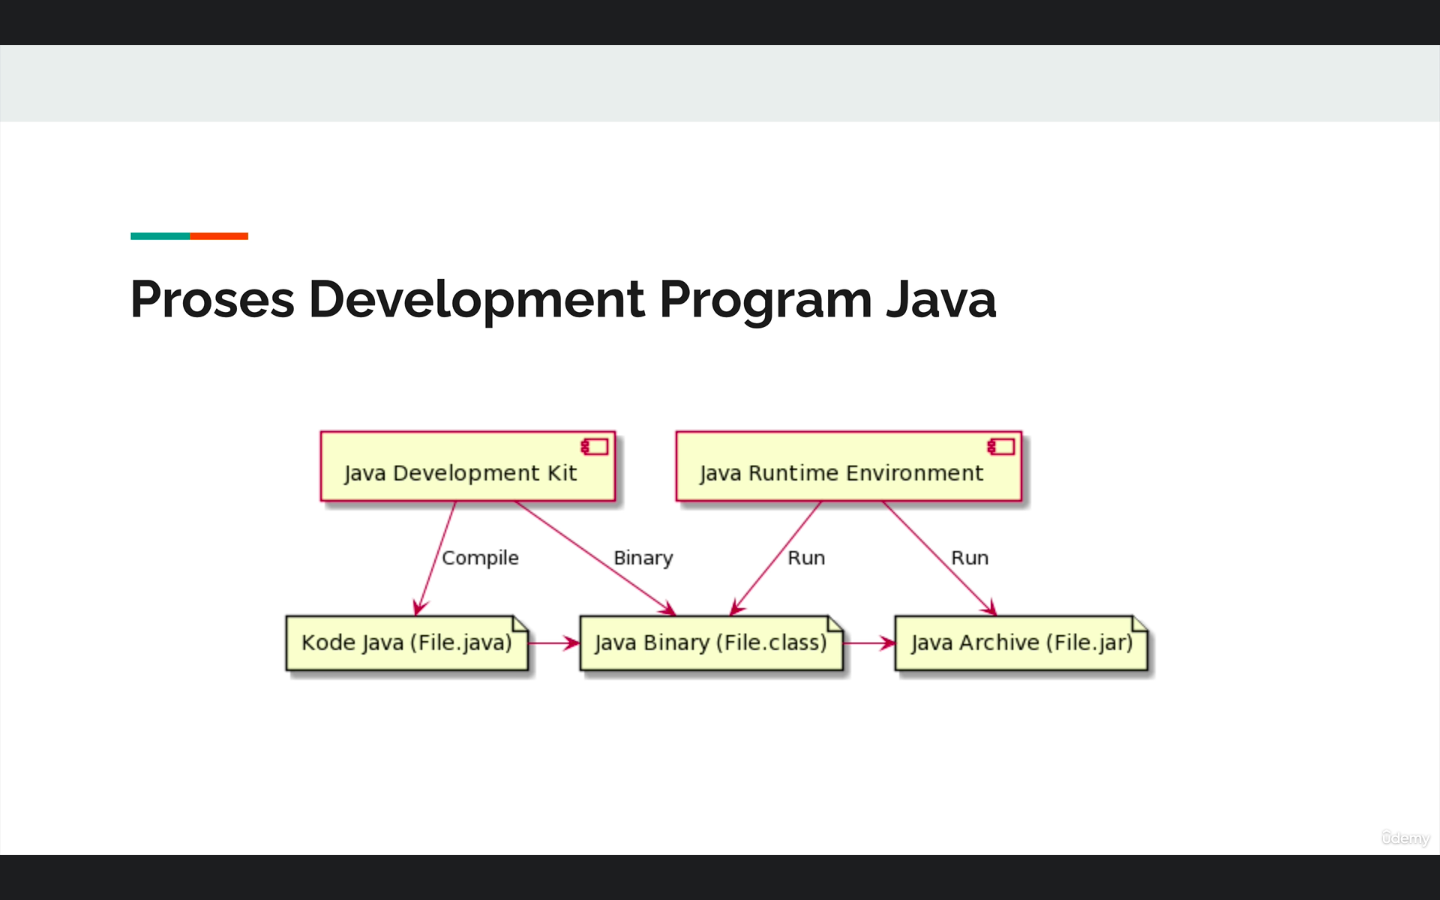 Proses Development Program Java
Java Development Kit
Java Runtime Environment
Compile
Binary
Run
Run
Kode Java (File.java)
Java Binary (File.class)
Java Archive (File.jar)
ûdemy